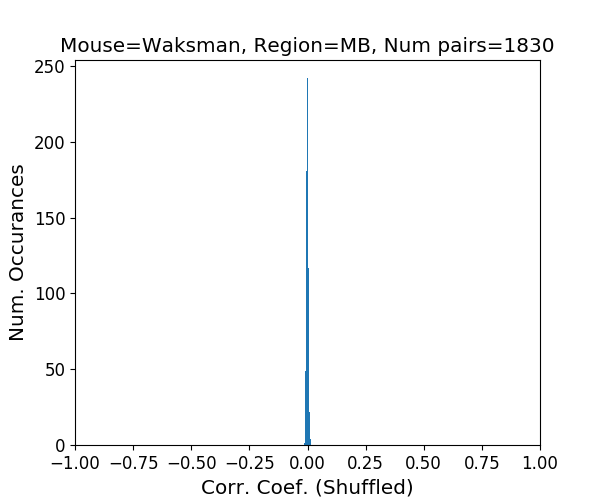 Mouse=Waksman, Region=MB, Num pairs=1830
250
200
150
100
50
0
Num. Occurances
−1.00 −0.75 −0.50 −0.25 0.00 0.25 0.50 0.75 1.00
Corr. Coef. (Shuffled)